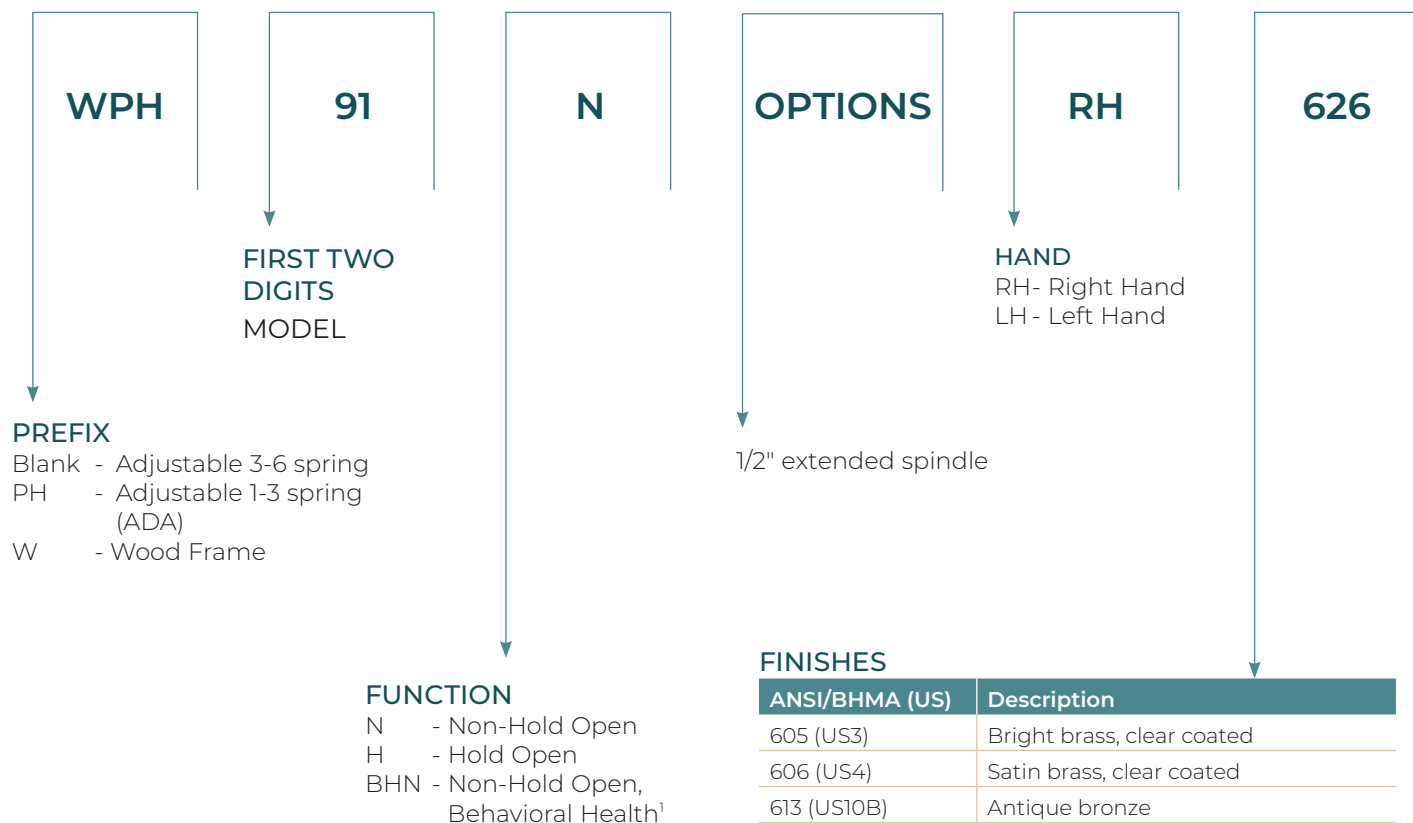 WPH 91 N OPTIONS RH 626
FIRST TWO
DIGITS
MODEL
HAND
RH- Right Hand
LH - Left Hand
PREFIX
Blank - Adjustable 3-6 spring
PH - Adjustable 1-3 spring
(ADA)
W - Wood Frame
1/2" extended spindle
FUNCTION
N - Non-Hold Open
H - Hold Open
BHN - Non-Hold Open,
Behavioral Health¹
FINISHES
ANSI/BHMA (US) Description
605 (US3) Bright brass, clear coated
606 (US4) Satin brass, clear coated
613 (US10B) Antique bronze